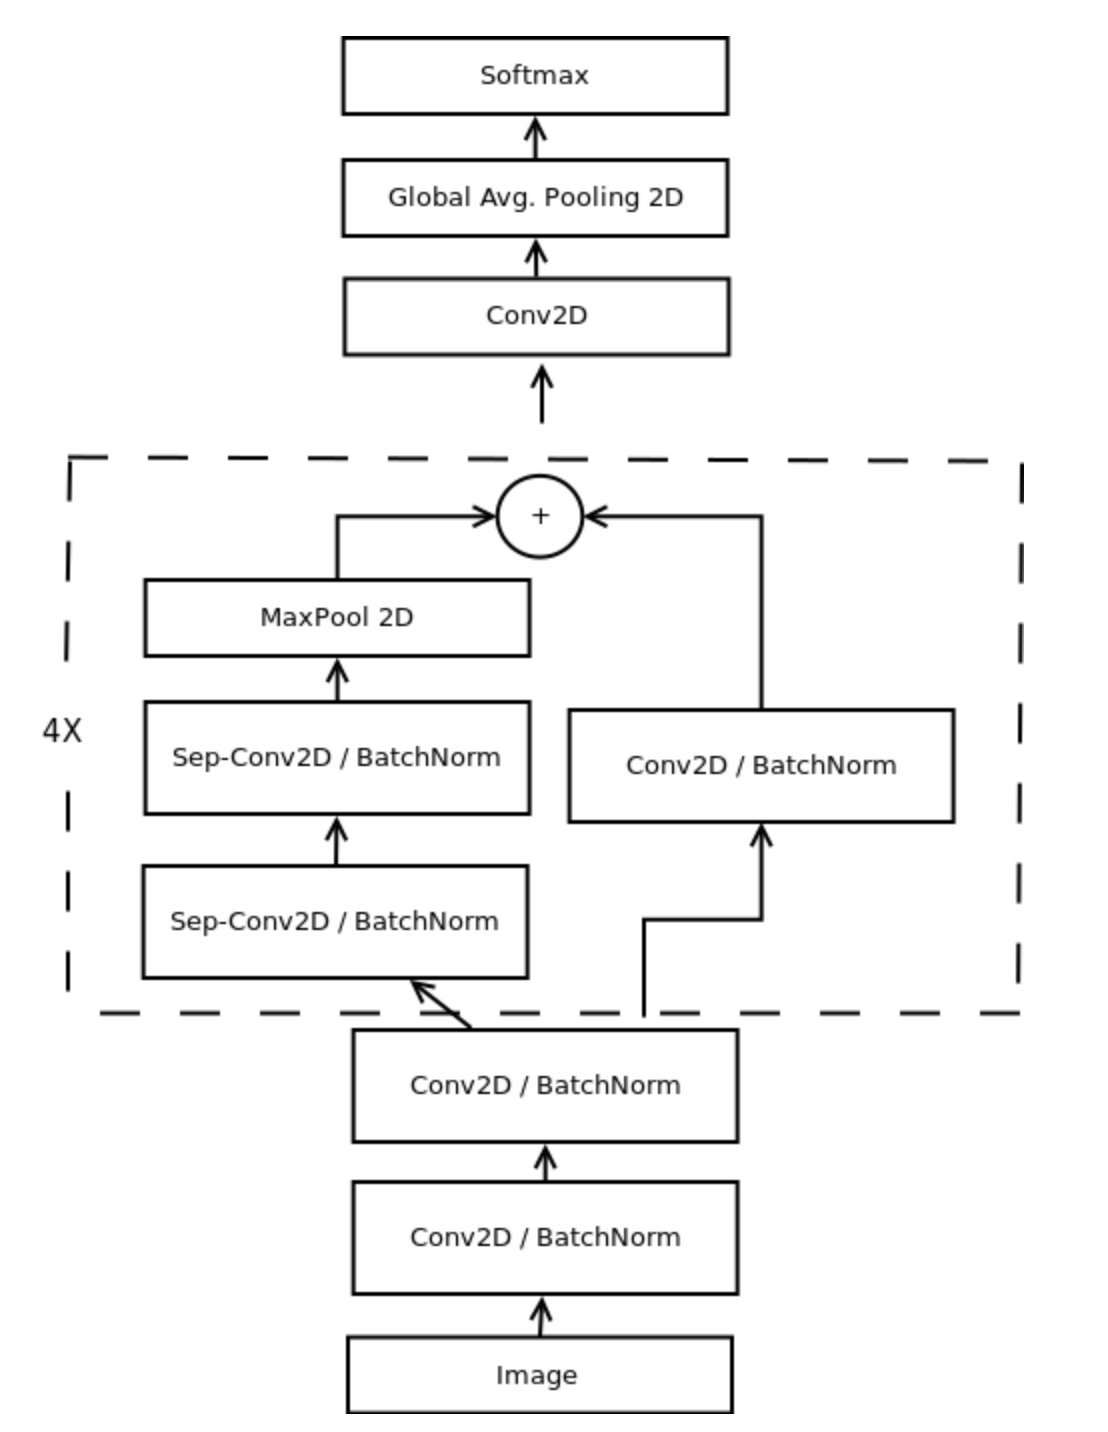 Softmax
Global Avg. Pooling 2D
Conv2D
+
MaxPool 2D
4X
Sep-Conv2D / BatchNorm
Conv2D / BatchNorm
Sep-Conv2D / BatchNorm
Conv2D / BatchNorm
Conv2D / BatchNorm
Image